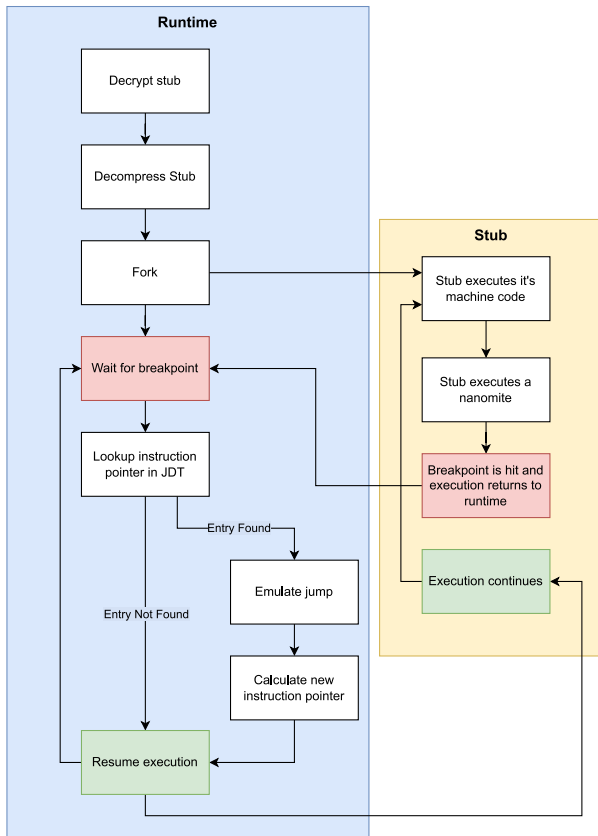 Runtime
Decrypt stub
Decompress Stub
Fork
Wait for breakpoint
Lookup instruction
pointer in JDT
Entry Found
Emulate jump
Entry Not Found
Calculate new
instruction pointer
Resume execution
Stub
Stub executes it's
machine code
Stub executes a
nanomite
Breakpoint is hit and
execution returns to
runtime
Execution continues